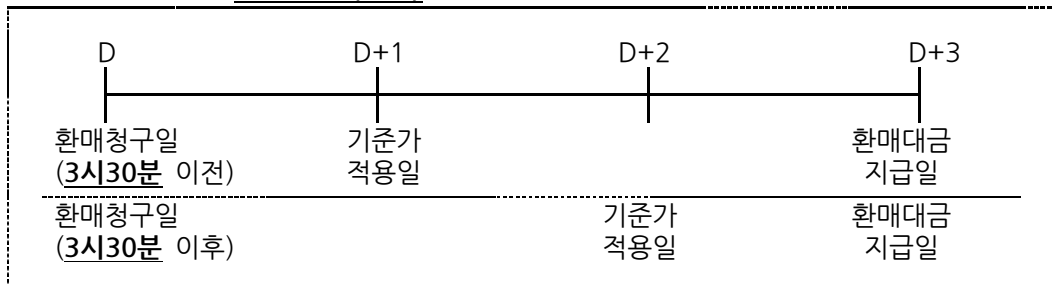 D D+1 D+2 D+3
환매청구일 기준가 환매대금
(3시30분 이전) 적용일 지급일
환매청구일 기준가 환매대금
(3시30분 이후) 적용일 지급일